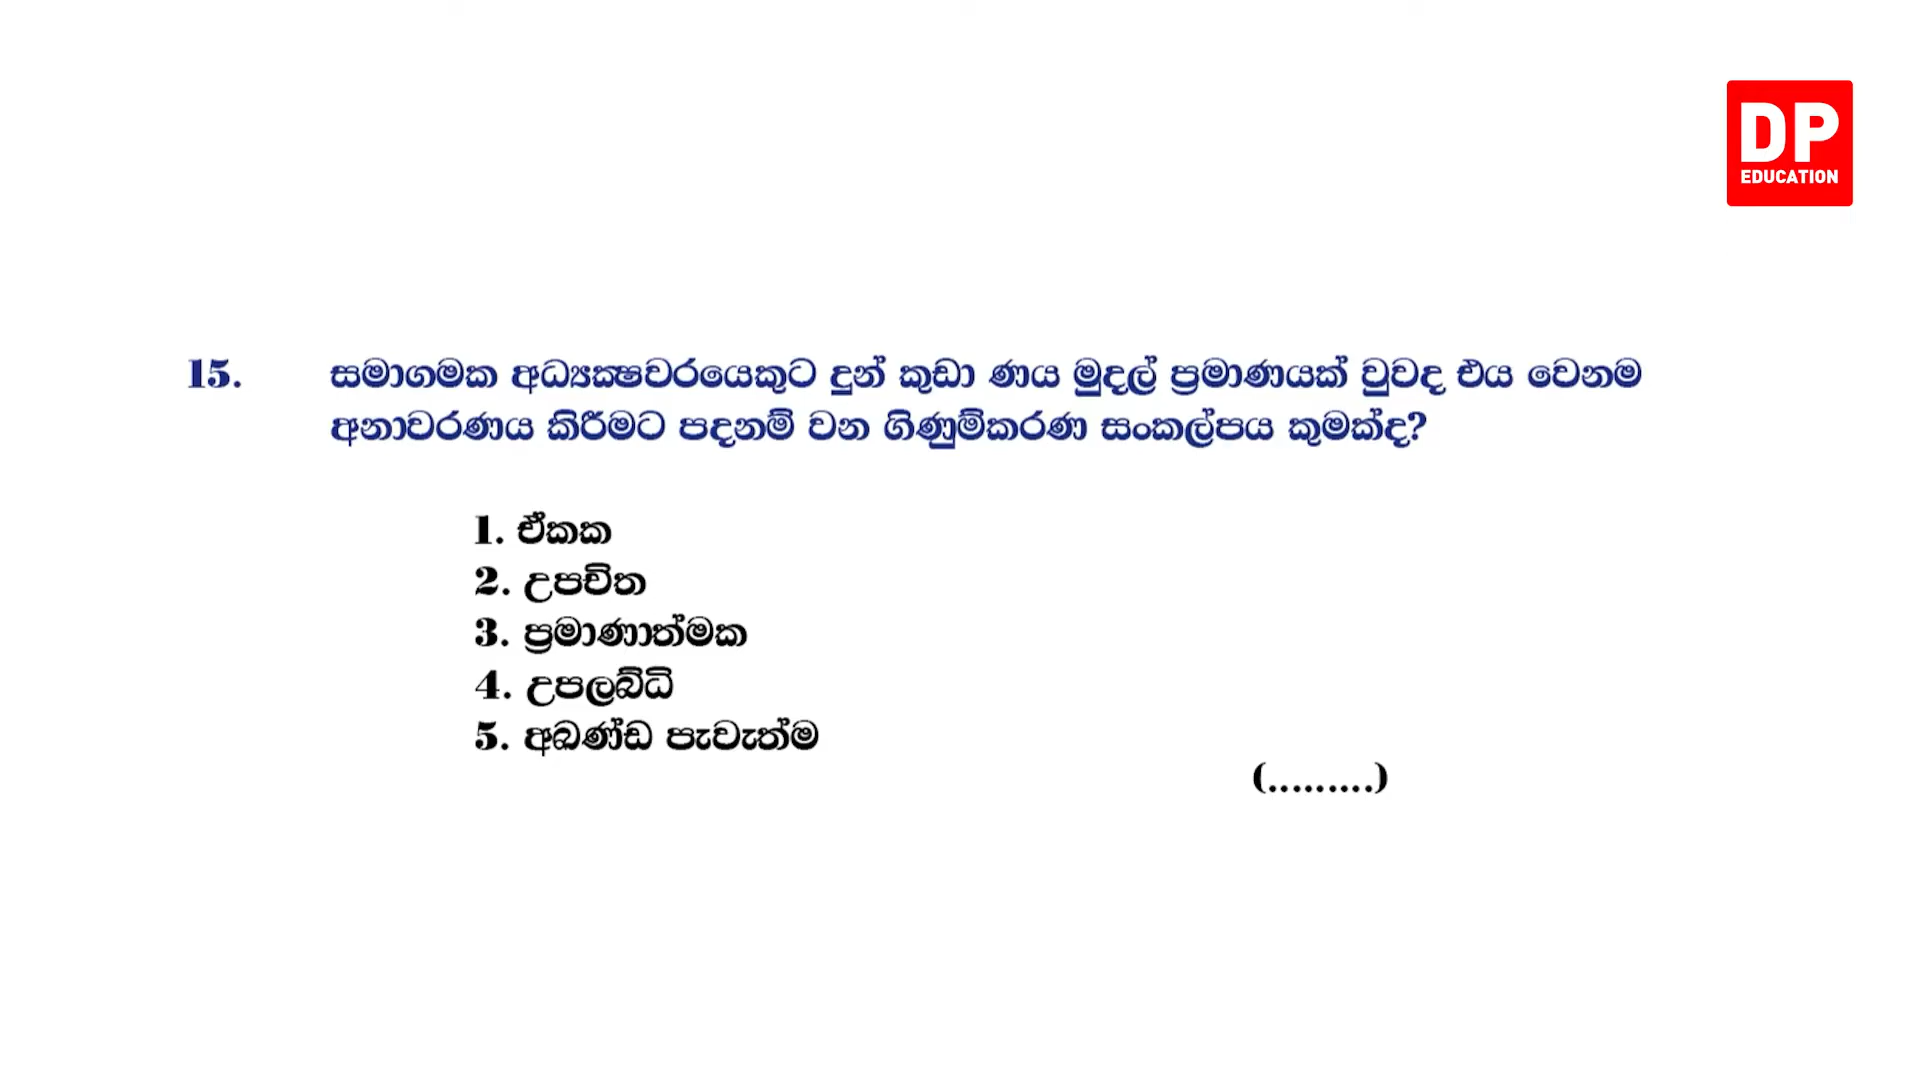 DP
EDUCATION
15. සමාගමක අධ්‍යක්‍ෂවරයෙකුට දුන් කුඩා ණය මුදල් ප්‍රමාණයක් වුවද එය වෙනම
අනාවරණය කිරීමට පදනම් වන ගිණුම්කරණ සංකල්පය කුමක්ද?
1. ඒකක
2. උපචිත
3. ප්‍රමාණාත්මක
4. උපලබ්ධි
5. අඛණ්ඩ පැවැත්ම
(.........)